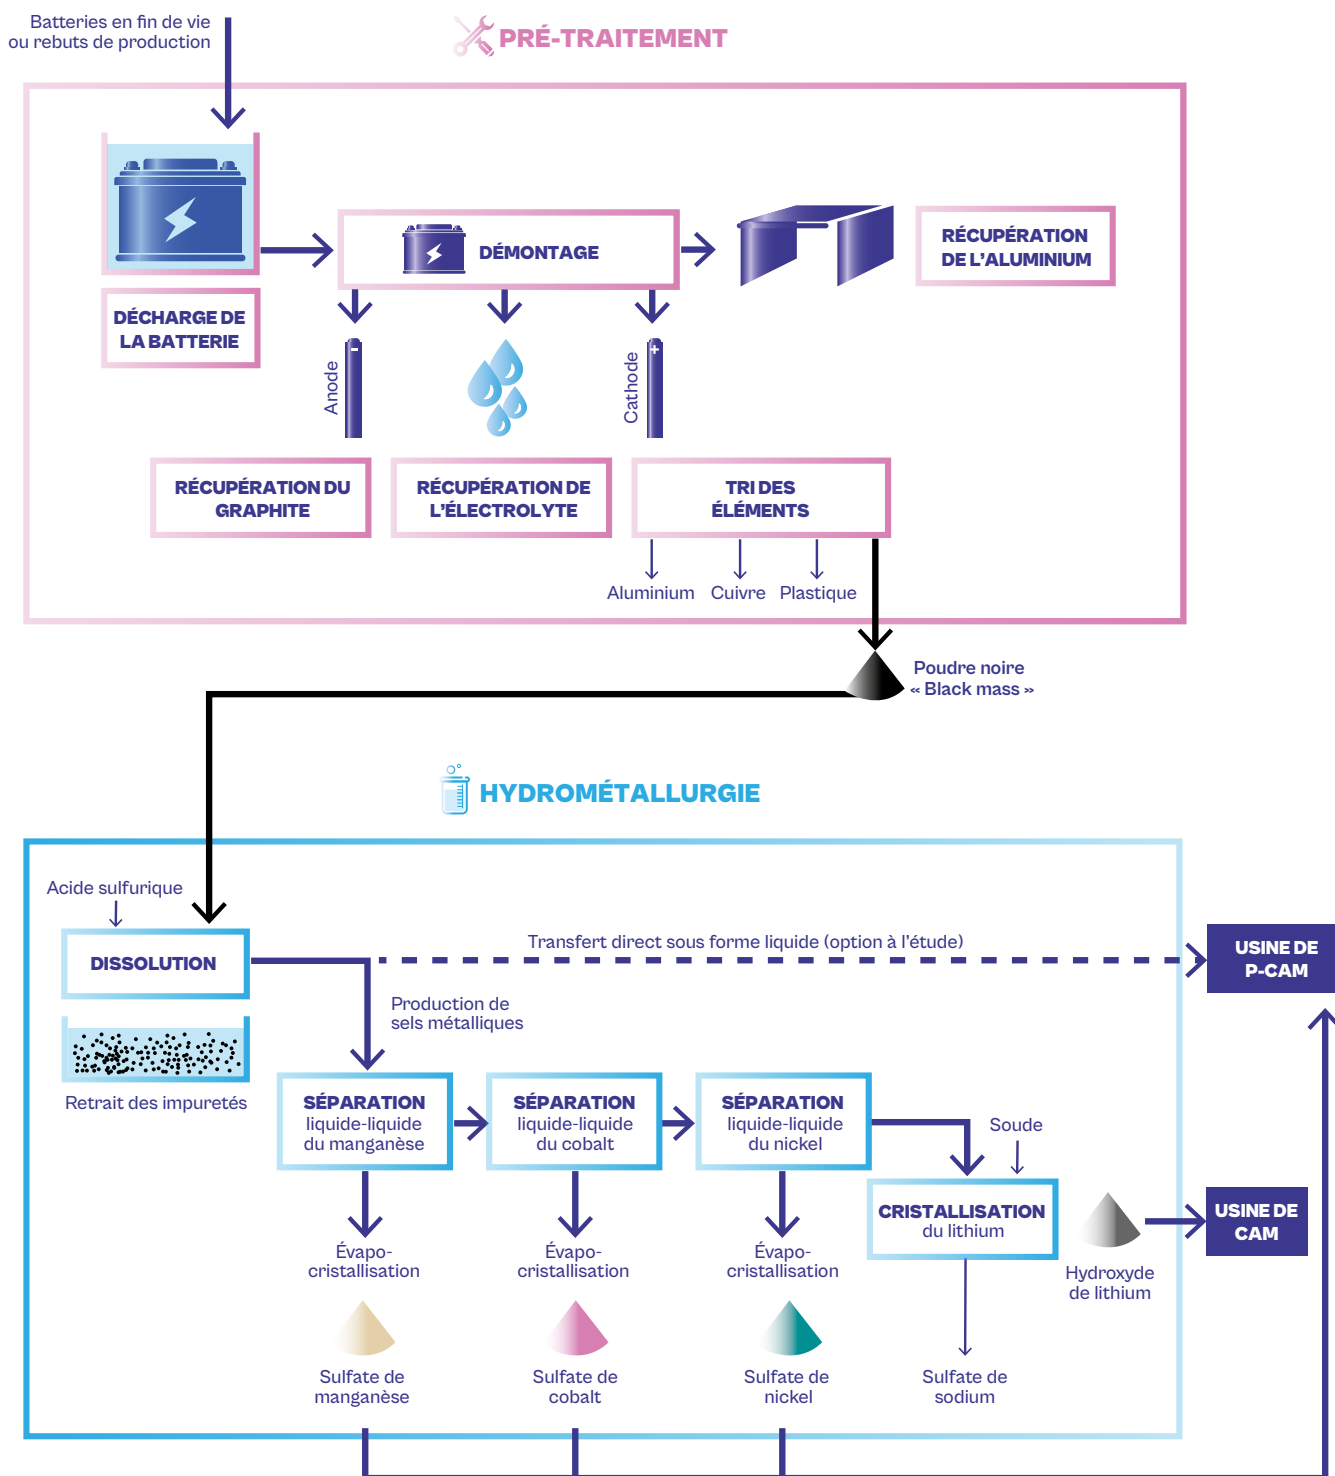 Batteries en fin de vie
ou rebuts de production
PRÉ-TRAITEMENT
DÉCHARGE DE
LA BATTERIE
DÉMONTAGE
RÉCUPÉRATION
DE L'ALUMINIUM
Anode
-
Cathode
+
RÉCUPÉRATION DU
GRAPHITE
RÉCUPÉRATION DE
L'ÉLECTROLYTE
TRI DES
ÉLÉMENTS
Aluminium
Cuivre
Plastique
Poudre noire
« Black mass »
HYDROMÉTALLURGIE
Acide sulfurique
DISSOLUTION
Retrait des impuretés
Transfert direct sous forme liquide (option à l'étude)
USINE DE
P-CAM
Production de
sels métalliques
SÉPARATION
liquide-liquide
du manganèse
SÉPARATION
liquide-liquide
du cobalt
SÉPARATION
liquide-liquide
du nickel
Soude
CRISTALLISATION
du lithium
Hydroxyde
de lithium
USINE DE
CAM
Évapo-
cristallisation
Évapo-
cristallisation
Évapo-
cristallisation
Sulfate de
manganèse
Sulfate de
cobalt
Sulfate de
nickel
Sulfate de
sodium